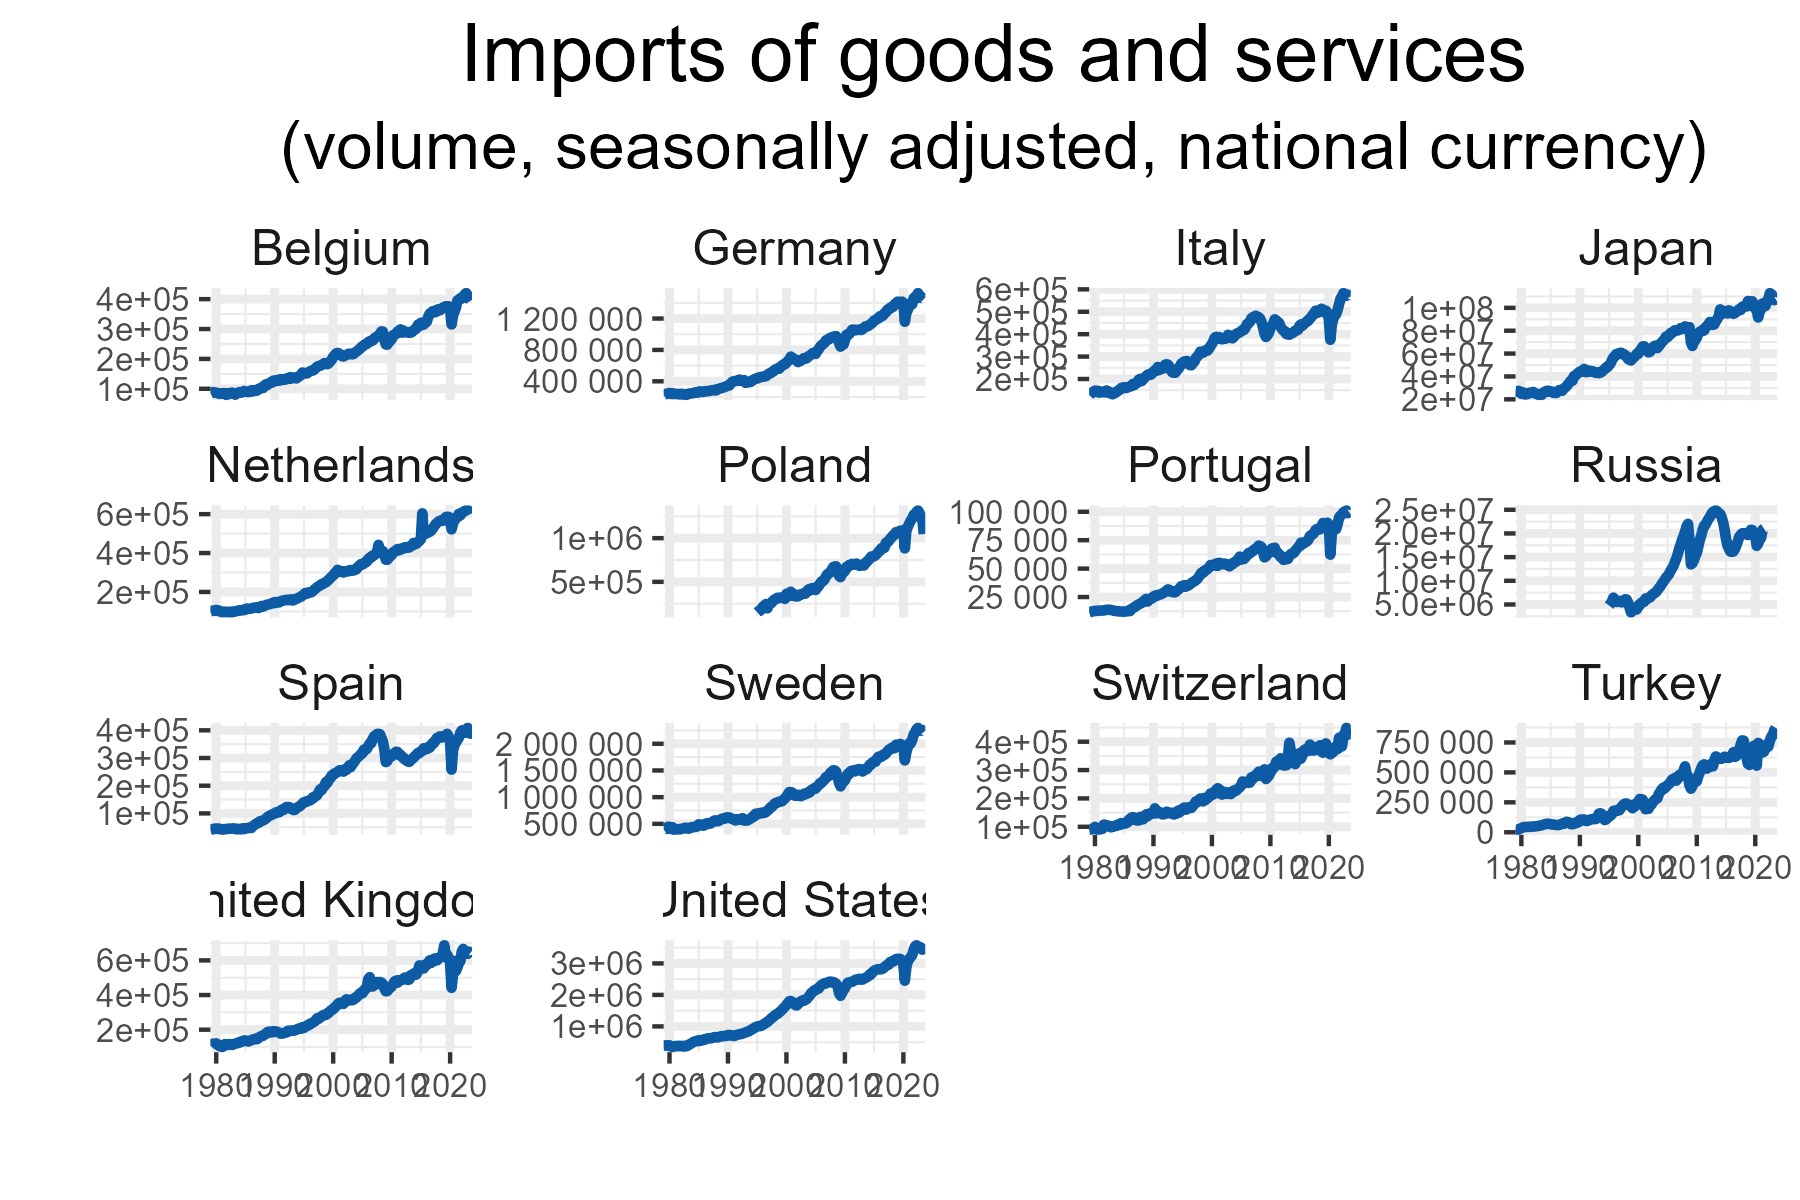 Imports of goods and services
(volume, seasonally adjusted, national currency)
Belgium
4e+05
3e+05
2e+05
1e+05
Germany
1 200 000
800 000
400 000
Italy
6e+05
5e+05
4e+05
3e+05
2e+05
Japan
1e+08
8e+07
6e+07
4e+07
2e+07
Netherlands
6e+05
4e+05
2e+05
Poland
1e+06
5e+05
Portugal
100 000
75 000
50 000
25 000
Russia
2.5e+07
2.0e+07
1.5e+07
1.0e+07
5.0e+06
Spain
4e+05
3e+05
2e+05
1e+05
Sweden
2 000 000
1 500 000
1 000 000
500 000
Switzerland
4e+05
3e+05
2e+05
1e+05
1980 1990 2000 2010 2020
Turkey
750 000
500 000
250 000
0
1980 1990 2000 2010 2020
nited Kingdo
6e+05
4e+05
2e+05
1980 1990 2000 2010 2020
United States
3e+06
2e+06
1e+06
1980 1990 2000 2010 2020